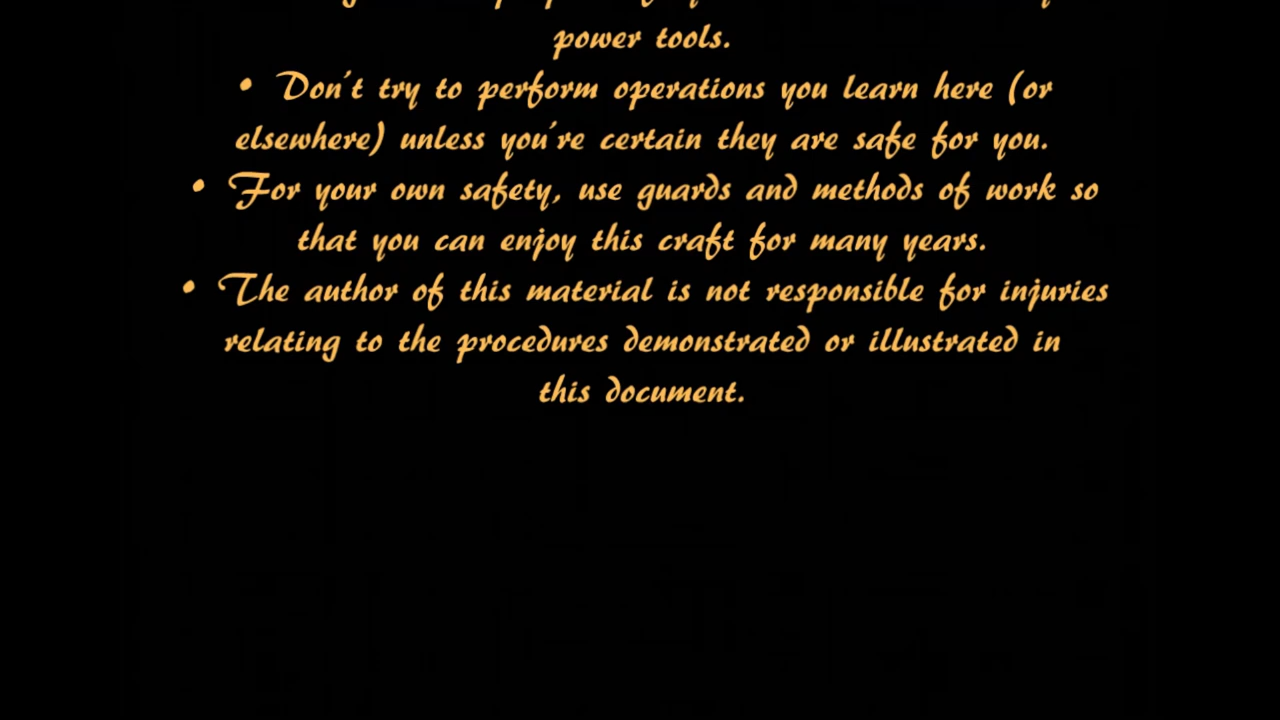 power tools.
• Don't try to perform operations you learn here (or
elsewhere) unless you're certain they are safe for you.
• For your own safety, use guards and methods of work so
that you can enjoy this craft for many years.
• The author of this material is not responsible for injuries
relating to the procedures demonstrated or illustrated in
this document.